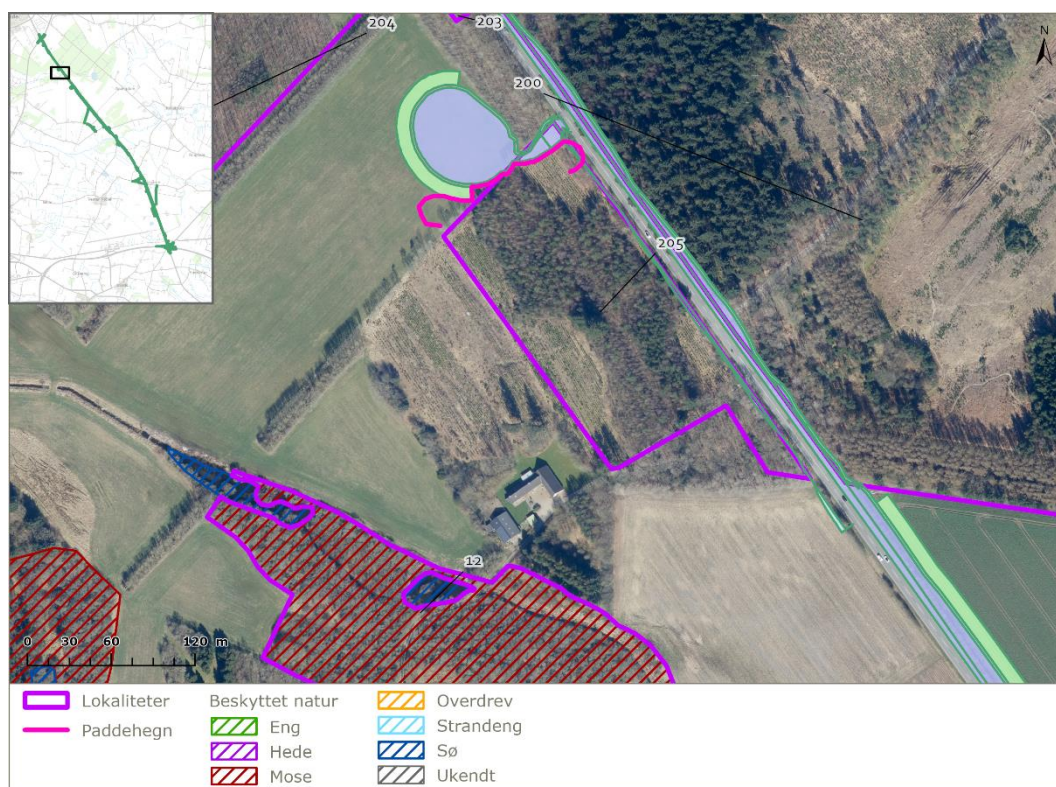 204
203
N
200
205
12
0 30 60 120 m
Lokaliteter
Paddehegn
Beskyttet natur
Eng
Hede
Mose
Overdrev
Strandeng
Sø
Ukendt